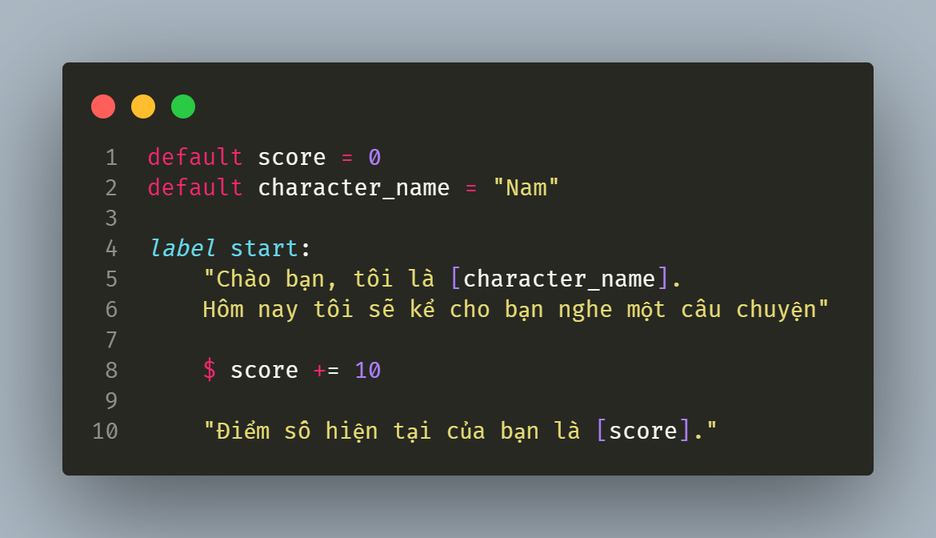 1 default score = 0
2 default character_name = "Nam"
3
4 label start:
5     "Chào bạn, tôi là [character_name].
6     Hôm nay tôi sẽ kể cho bạn nghe một câu chuyện"
7
8     $ score += 10
9
10     "Điểm số hiện tại của bạn là [score]."